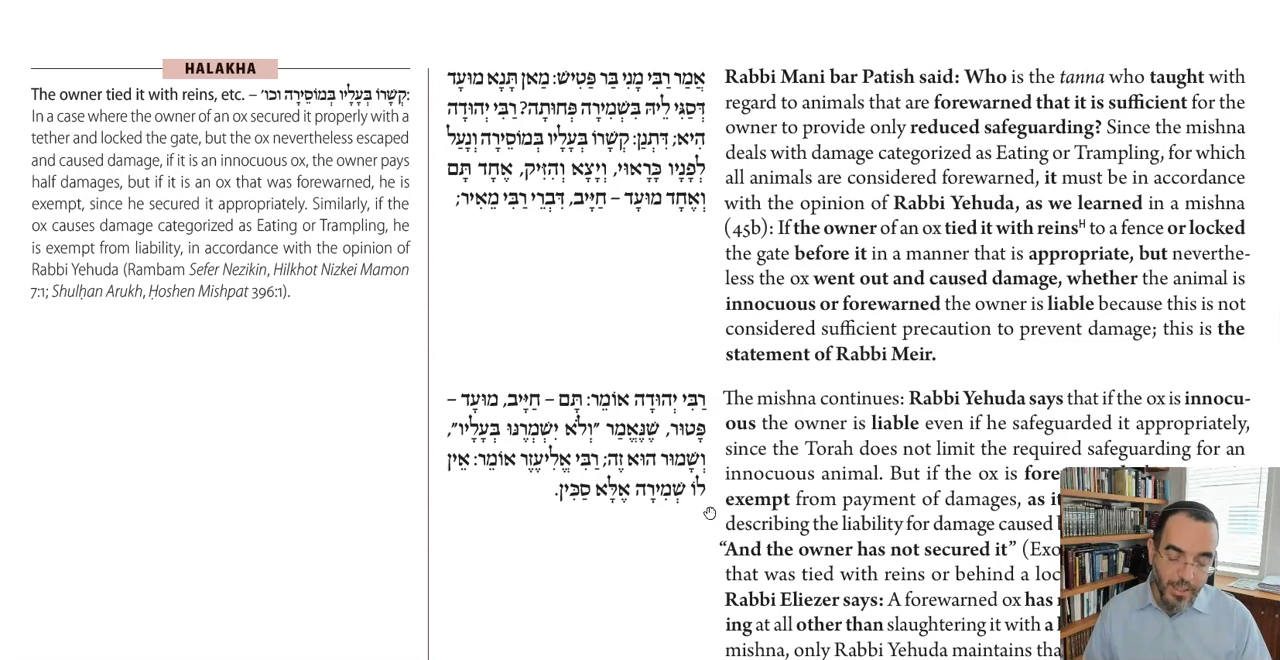 HALAKHA
The owner tied it with reins, etc. – קְשָׁרוֹ בְּעָלָיו בְּמוֹסֵירָה וכו׳:
In a case where the owner of an ox secured it properly with a
tether and locked the gate, but the ox nevertheless escaped
and caused damage, if it is an innocuous ox, the owner pays
half damages, but if it is an ox that was forewarned, he is
exempt, since he secured it appropriately. Similarly, if the
ox causes damage categorized as Eating or Trampling, he
is exempt from liability, in accordance with the opinion of
Rabbi Yehuda (Rambam Sefer Nezikin, Hilkhot Nizkei Mamon
7:1; Shulḥan Arukh, Ḥoshen Mishpat 396:1).
אֲמַר רַבִּי מָנִי בַּר פַּטִּישׁ: מַאן תָּנָא מוּעָד
דְּסַגִּי לֵיהּ בִּשְׁמִירָה פְּחוּתָה? רַבִּי יְהוּדָה
הִיא; דִּתְנַן: קְשָׁרוֹ בְּעָלָיו בְּמוֹסֵירָה וְנָעַל
לְפָנָיו כָּרָאוּי, וְיָצָא וְהִזִּיק, אֶחָד תָּם
וְאֶחָד מוּעָד – חַיָּיב, דִּבְרֵי רַבִּי מֵאִיר;
רַבִּי יְהוּדָה אוֹמֵר: תָּם – חַיָּיב, מוּעָד –
פָּטוּר, שֶׁנֶּאֱמַר ״וְלֹא יִשְׁמְרֶנּוּ בְּעָלָיו״,
וְשָׁמוּר הוּא זֶה; רַבִּי אֱלִיעֶזֶר אוֹמֵר: אֵין
לוֹ שְׁמִירָה אֶלָּא סַכִּין.
Rabbi Mani bar Patish said: Who is the tanna who taught with
regard to animals that are forewarned that it is sufficient for the
owner to provide only reduced safeguarding? Since the mishna
deals with damage categorized as Eating or Trampling, for which
all animals are considered forewarned, it must be in accordance
with the opinion of Rabbi Yehuda, as we learned in a mishna
(45b): If the owner of an ox tied it with reinsᴴ to a fence or locked
the gate before it in a manner that is appropriate, but neverthe-
less the ox went out and caused damage, whether the animal is
innocuous or forewarned the owner is liable because this is not
considered sufficient precaution to prevent damage; this is the
statement of Rabbi Meir.
The mishna continues: Rabbi Yehuda says that if the ox is innocu-
ous the owner is liable even if he safeguarded it appropriately,
since the Torah does not limit the required safeguarding for an
innocuous animal. But if the ox is
exempt from payment of damages, as
describing the liability for damage caused
“And the owner has not secured it”
that was tied with reins or behind a
Rabbi Eliezer says: A forewarned ox has
ing at all other than slaughtering it with a
mishna, only Rabbi Yehuda maintains